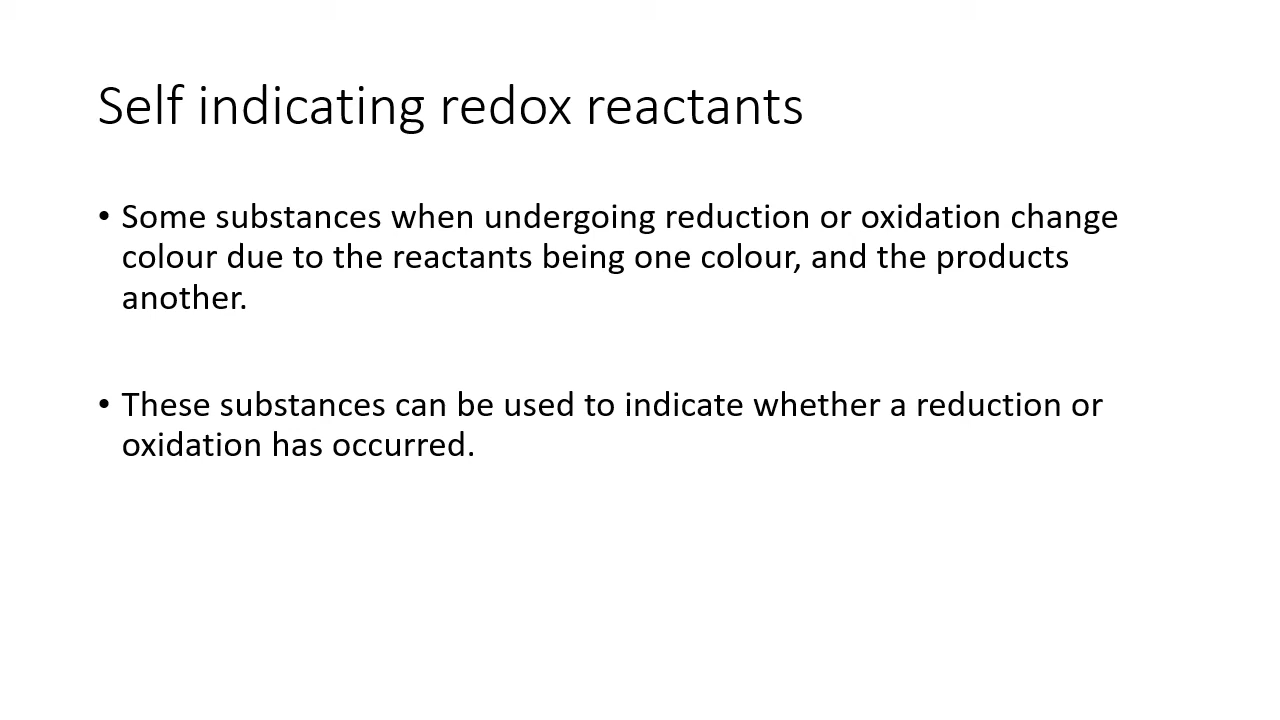 Self indicating redox reactants
• Some substances when undergoing reduction or oxidation change
colour due to the reactants being one colour, and the products
another.
• These substances can be used to indicate whether a reduction or
oxidation has occurred.